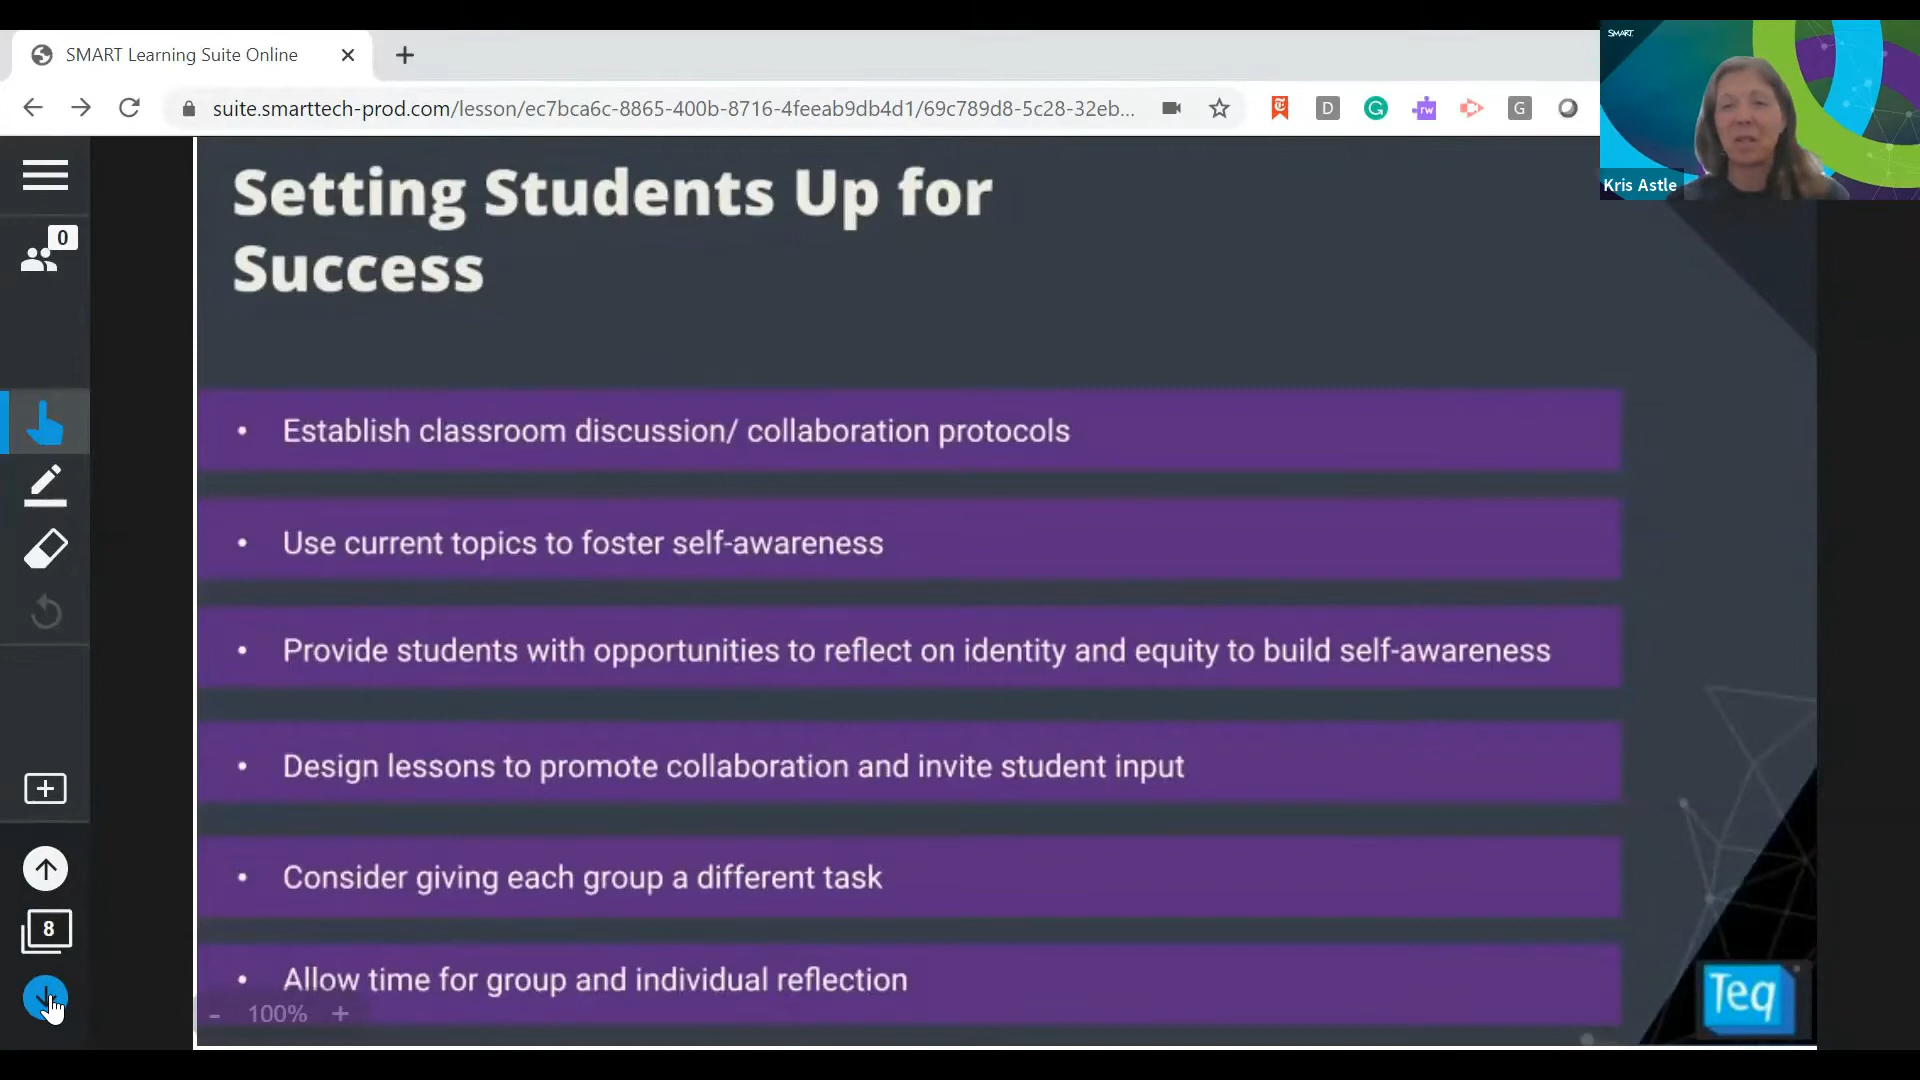 SMART Learning Suite Online
suite.smarttech-prod.com/lesson/ec7bca6c-8865-400b-8716-4feeab9db4d1/69c789d8-5c28-32eb...
D
G
rw
G
SMART
Kris Astle
0
Setting Students Up for
Success
• Establish classroom discussion/ collaboration protocols
• Use current topics to foster self-awareness
• Provide students with opportunities to reflect on identity and equity to build self-awareness
• Design lessons to promote collaboration and invite student input
• Consider giving each group a different task
• Allow time for group and individual reflection
8
- 100% +
Teq